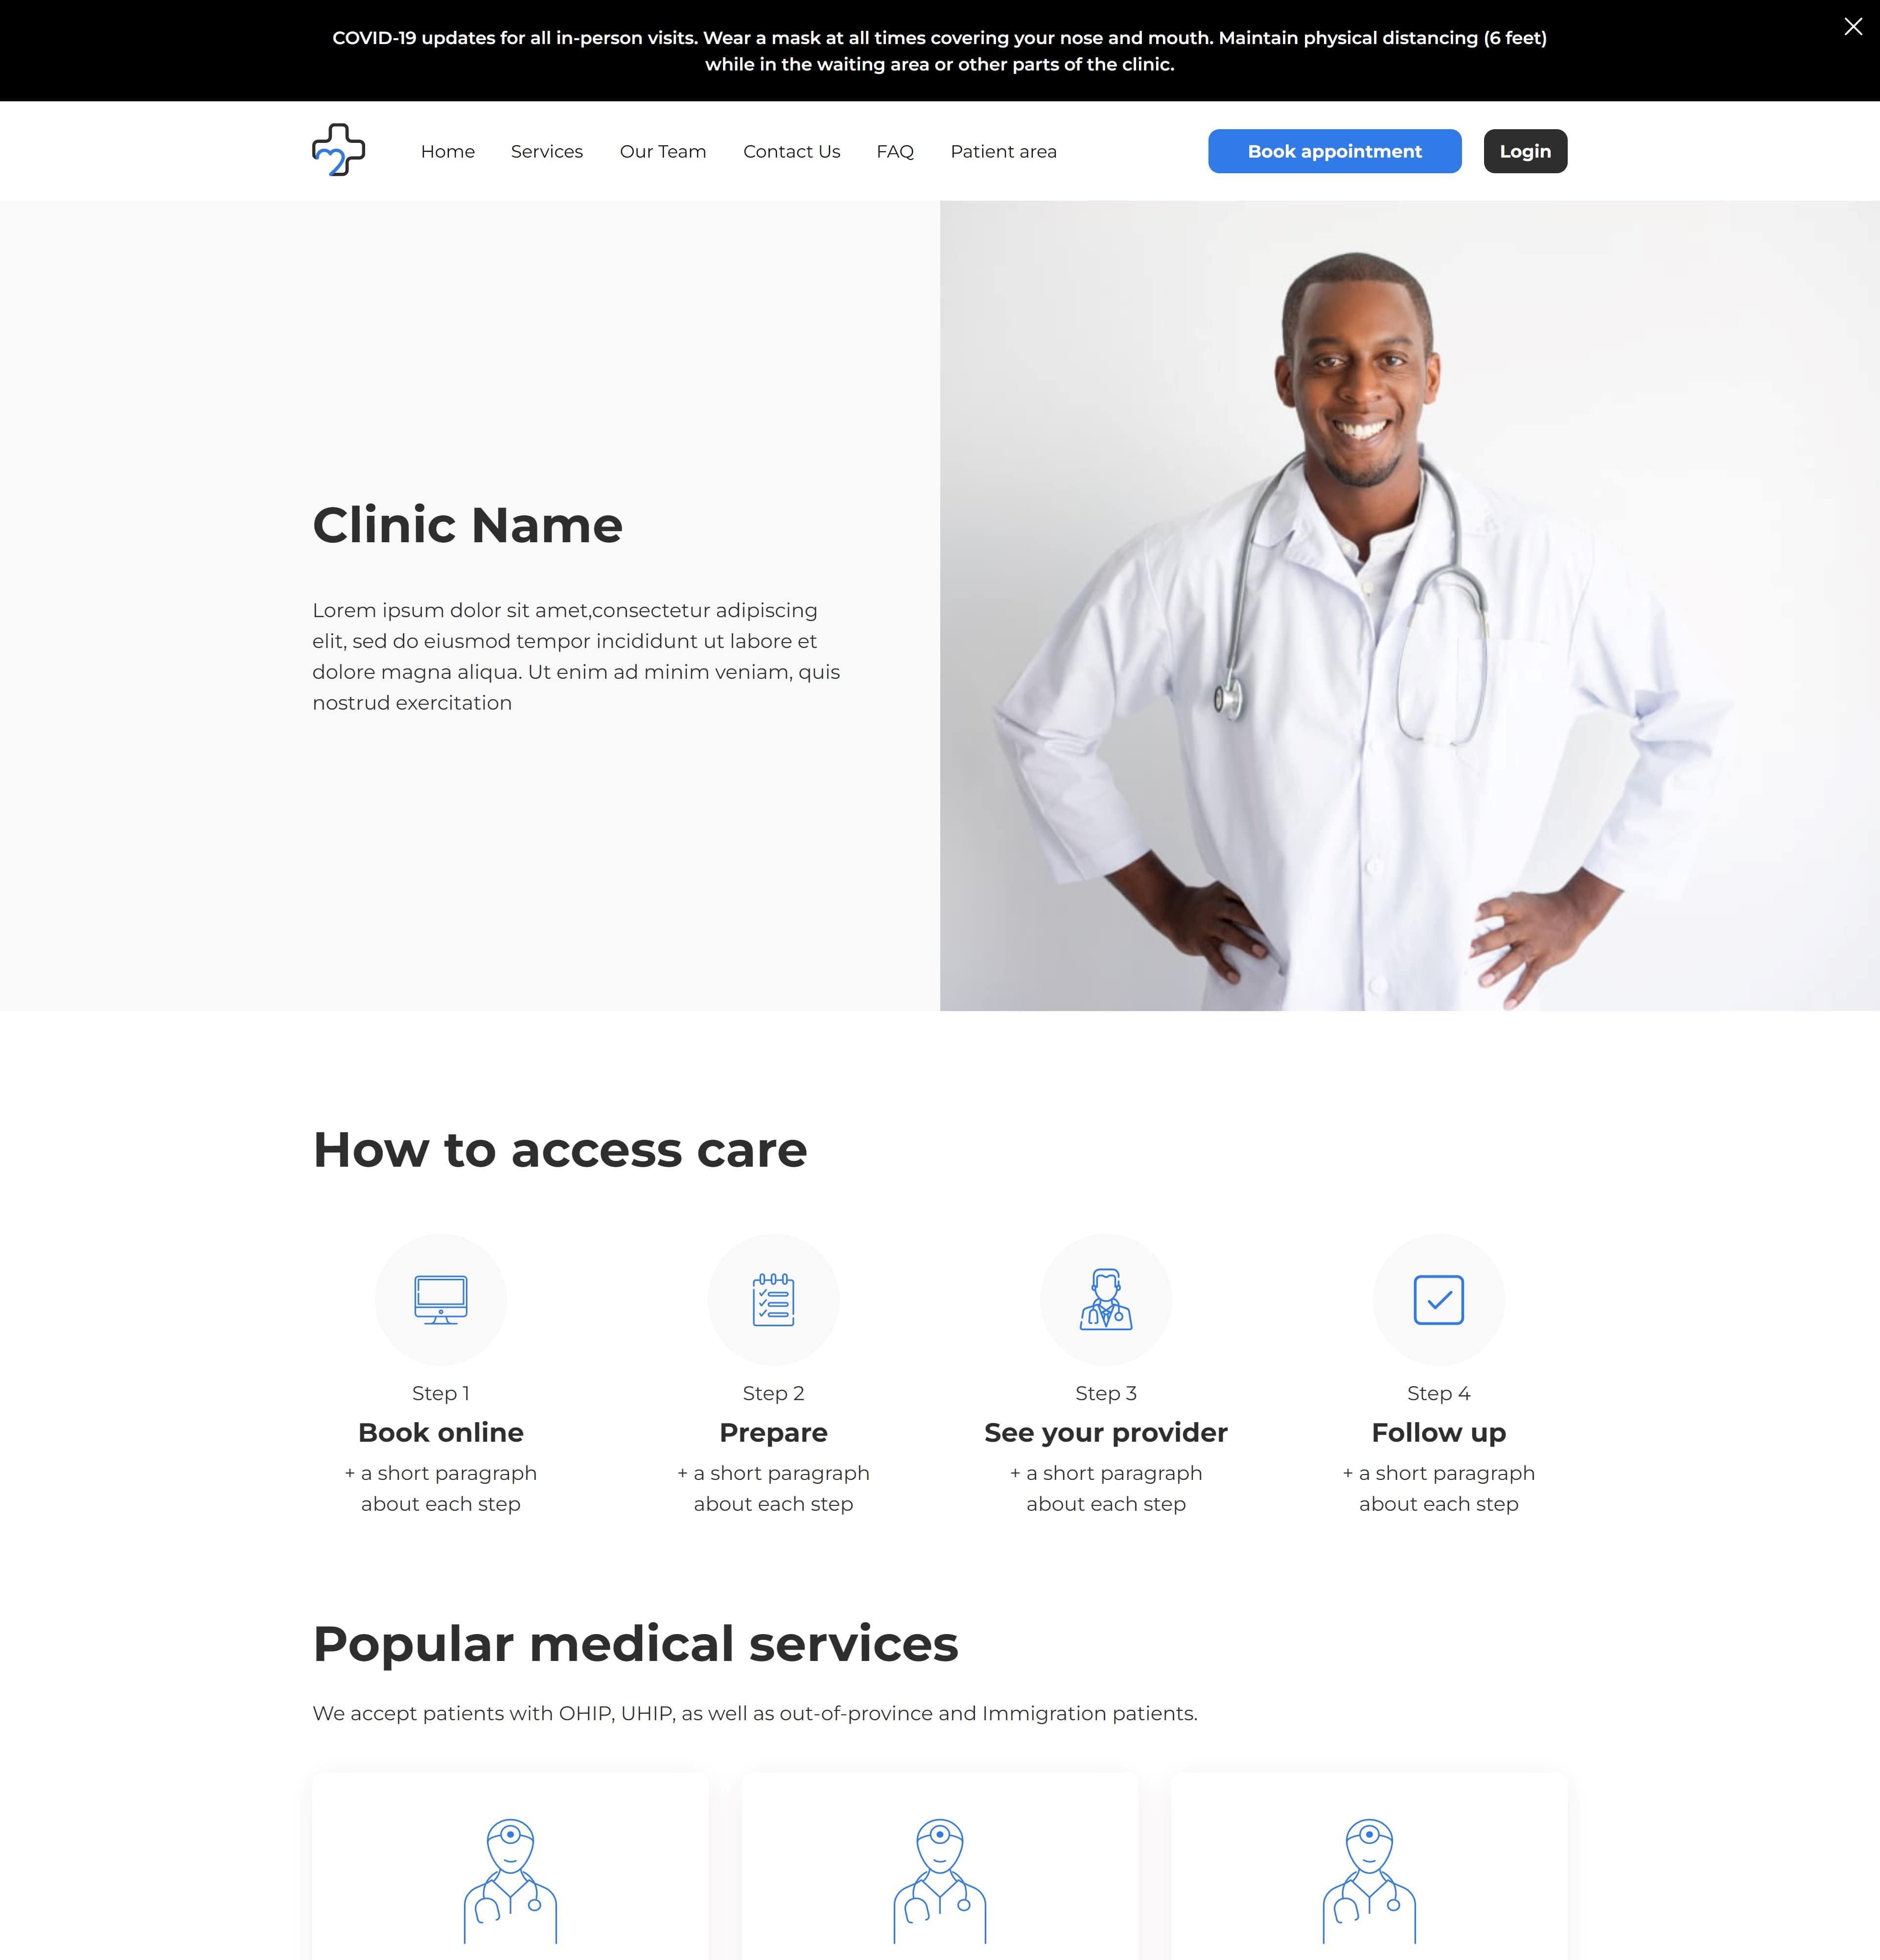 COVID-19 updates for all in-person visits. Wear a mask at all times covering your nose and mouth. Maintain physical distancing (6 feet)
while in the waiting area or other parts of the clinic.
Home
Services
Our Team
Contact Us
FAQ
Patient area
Book appointment
Login
Clinic Name
Lorem ipsum dolor sit amet,consectetur adipiscing
elit, sed do eiusmod tempor incididunt ut labore et
dolore magna aliqua. Ut enim ad minim veniam, quis
nostrud exercitation
How to access care
Step 1
Book online
+ a short paragraph
about each step
Step 2
Prepare
+ a short paragraph
about each step
Step 3
See your provider
+ a short paragraph
about each step
Step 4
Follow up
+ a short paragraph
about each step
Popular medical services
We accept patients with OHIP, UHIP, as well as out-of-province and Immigration patients.